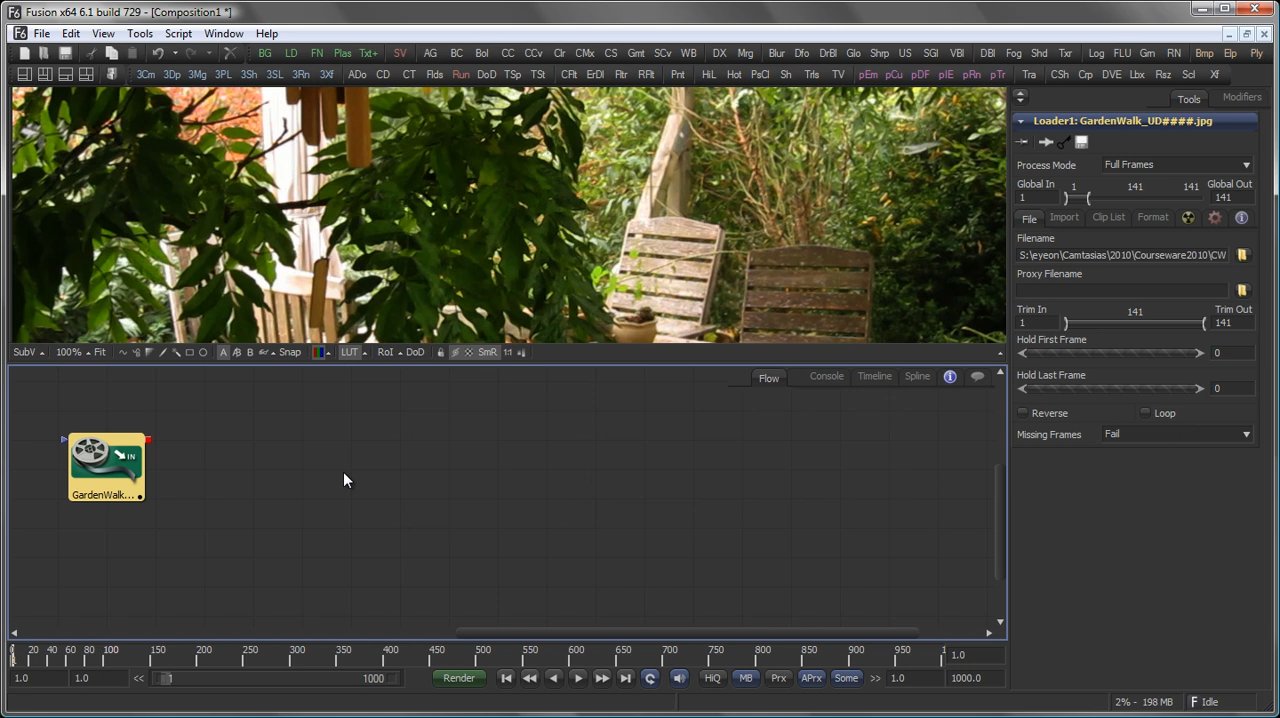 Fusion x64 6.1 build 729 - [Composition1 *]
File Edit View Tools Script Window Help
BG LD FN Plas Txt+ SV AG BC Bol CC CCv Clr CMx CS Gmt SCv WB DX Mrg Blur Dfo DrBl Glo Shrp US SGl VBl DBl Fog Shd Txr Log FLU Gm RN Bmp Elp Ply
3Cm 3Dp 3Mg 3PL 3Sh 3SL 3Rn 3Xf ADo CD CT Flds Run DoD TSp TSt CFlt ErDl Fltr RFlt Pnt HiL Hot PsCl Sh Trls TV pEm pCu pDF pIE pRn pTr Tra CSh Crp DVE Lbx Rsz Scl Xf
Tools Modifiers
Loader1: GardenWalk_UD####.jpg
Process Mode Full Frames
Global In 1 141 141 Global Out
1 141
File Import Clip List Format
Filename
S:\eyeon\Camtasias\2010\Courseware2010\CW
Proxy Filename
Trim In 141 Trim Out
1 141
Hold First Frame
0
Hold Last Frame
0
Reverse Loop
Missing Frames Fail
SubV 100% Fit A A/B B Snap LUT RoI DoD SmR 1:1
Flow Console Timeline Spline
IN
GardenWalk...
0 20 40 60 80 100 150 200 250 300 350 400 450 500 550 600 650 700 750 800 850 900 950 1
1.0
1.0 1.0 << 1 1000 Render HiQ MB Prx APrx Some >> 1.0 1000.0
2% - 198 MB Idle